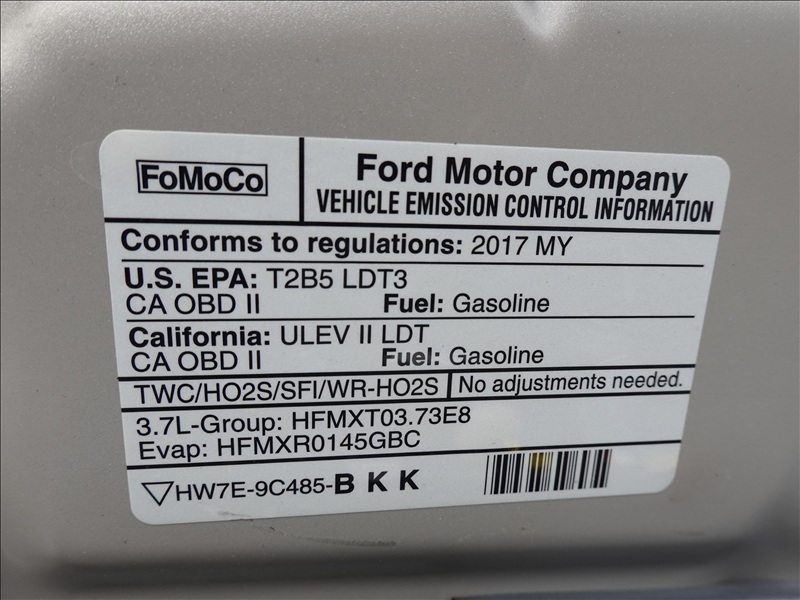 FoMoCo
Ford Motor Company
VEHICLE EMISSION CONTROL INFORMATION
Conforms to regulations: 2017 MY
U.S. EPA: T2B5 LDT3
CA OBD II Fuel: Gasoline
California: ULEV II LDT
CA OBD II Fuel: Gasoline
TWC/HO2S/SFI/WR-HO2S No adjustments needed.
3.7L-Group: HFMXT03.73E8
Evap: HFMXR0145GBC
HW7E-9C485-B K K